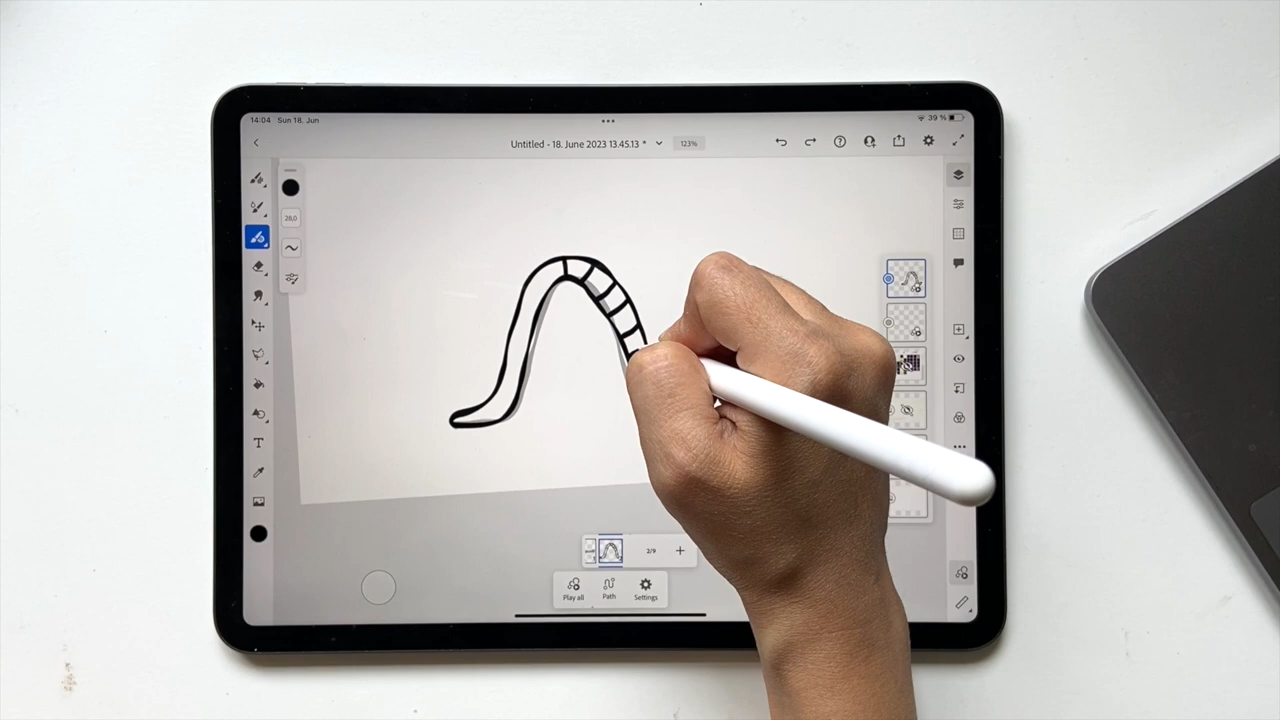 14:04 Sun 18. Jun
39 %
Untitled - 18. June 2023 13.45.13 *
123%
28,0
T
2/9
Play all
Path
Settings